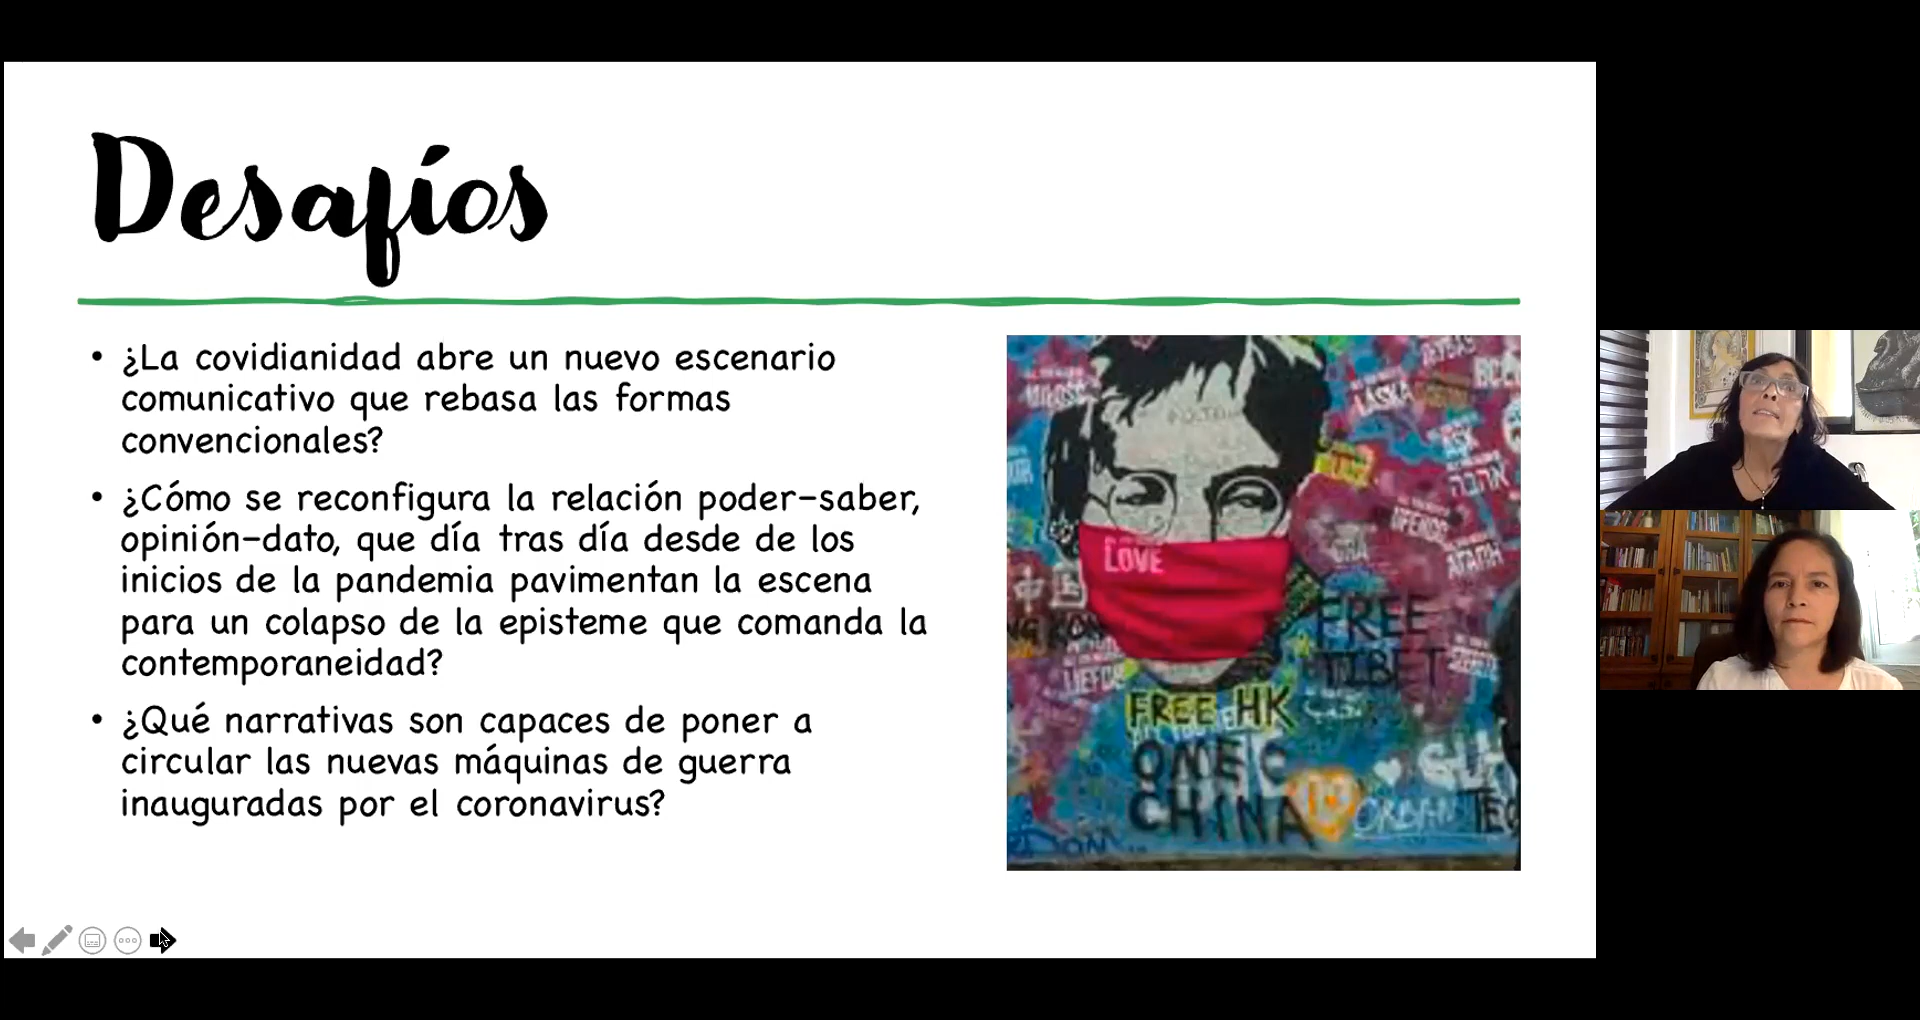 Desafíos
• ¿La covidianidad abre un nuevo escenario
comunicativo que rebasa las formas
convencionales?
• ¿Cómo se reconfigura la relación poder-saber,
opinión-dato, que día tras día desde de los
inicios de la pandemia pavimentan la escena
para un colapso de la episteme que comanda la
contemporaneidad?
• ¿Qué narrativas son capaces de poner a
circular las nuevas máquinas de guerra
inauguradas por el coronavirus?
LASKA
אהבה
LOVE
FREE
TIBET
LIEFDE
FREE HK
CHINA